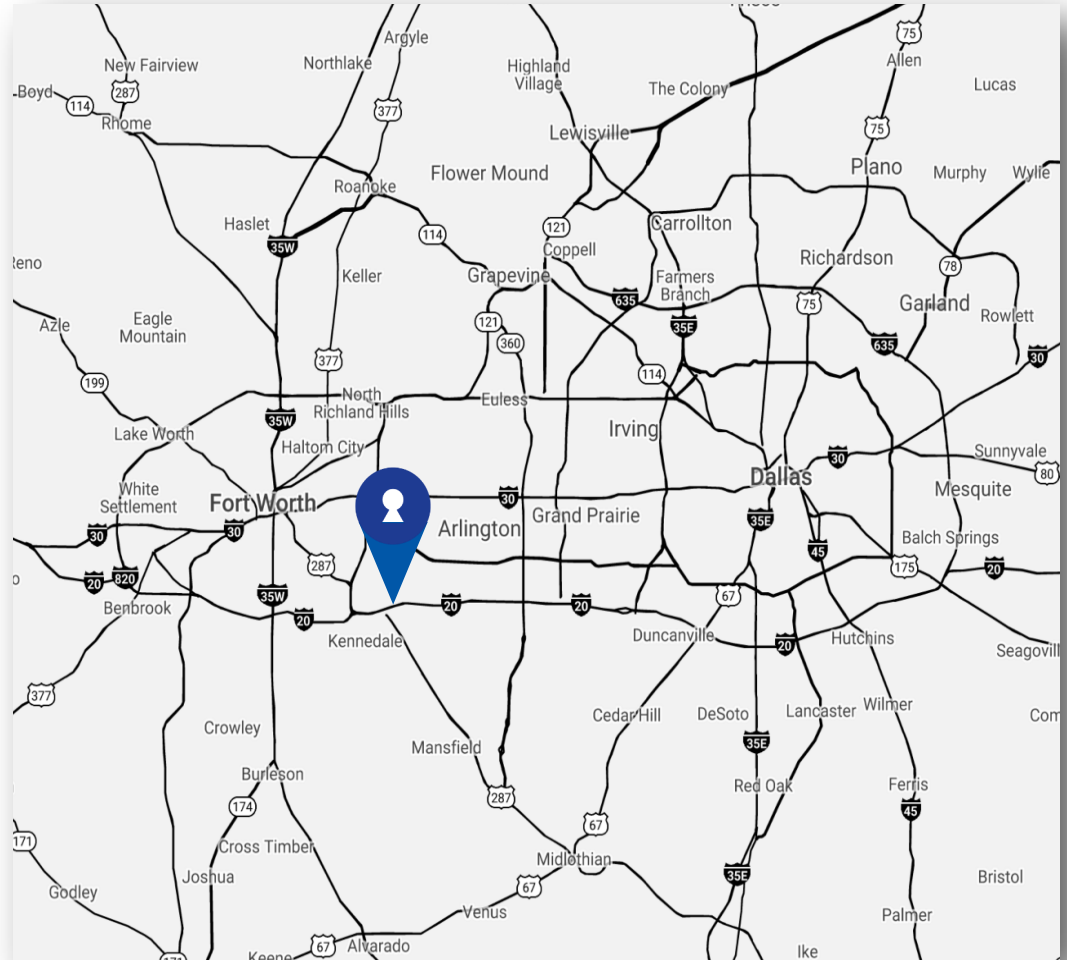 Argyle
75
New Fairview
Northlake
Highland
Village
Allen
Boyd
114
287
377
The Colony
Lucas
Rhome
Lewisville
75
Flower Mound
Plano
Murphy
Wylie
Roanoke
Haslet
114
121
Carrollton
35W
Coppell
Richardson
78
Keller
Grapevine
Farmers
Branch
635
75
Garland
Rowlett
Azle
Eagle
Mountain
121
360
35E
635
30
377
199
114
North
Richland Hills
Euless
35W
Irving
Lake Worth
Haltom City
30
Sunnyvale
80
White
Settlement
Fort Worth
30
Dallas
Mesquite
Arlington
Grand Prairie
35E
30
30
45
Balch Springs
287
175
20
20
820
35W
67
Benbrook
20
20
20
Kennedale
Duncanville
20
Hutchins
Seagovil
377
Crowley
Cedar Hill
DeSoto
Lancaster
Wilmer
Com
Mansfield
35E
Burleson
Red Oak
Ferris
174
287
45
67
171
Cross Timber
Midlothian
Godley
Joshua
67
35E
Bristol
Venus
Palmer
67
Alvarado
Ike
Keene